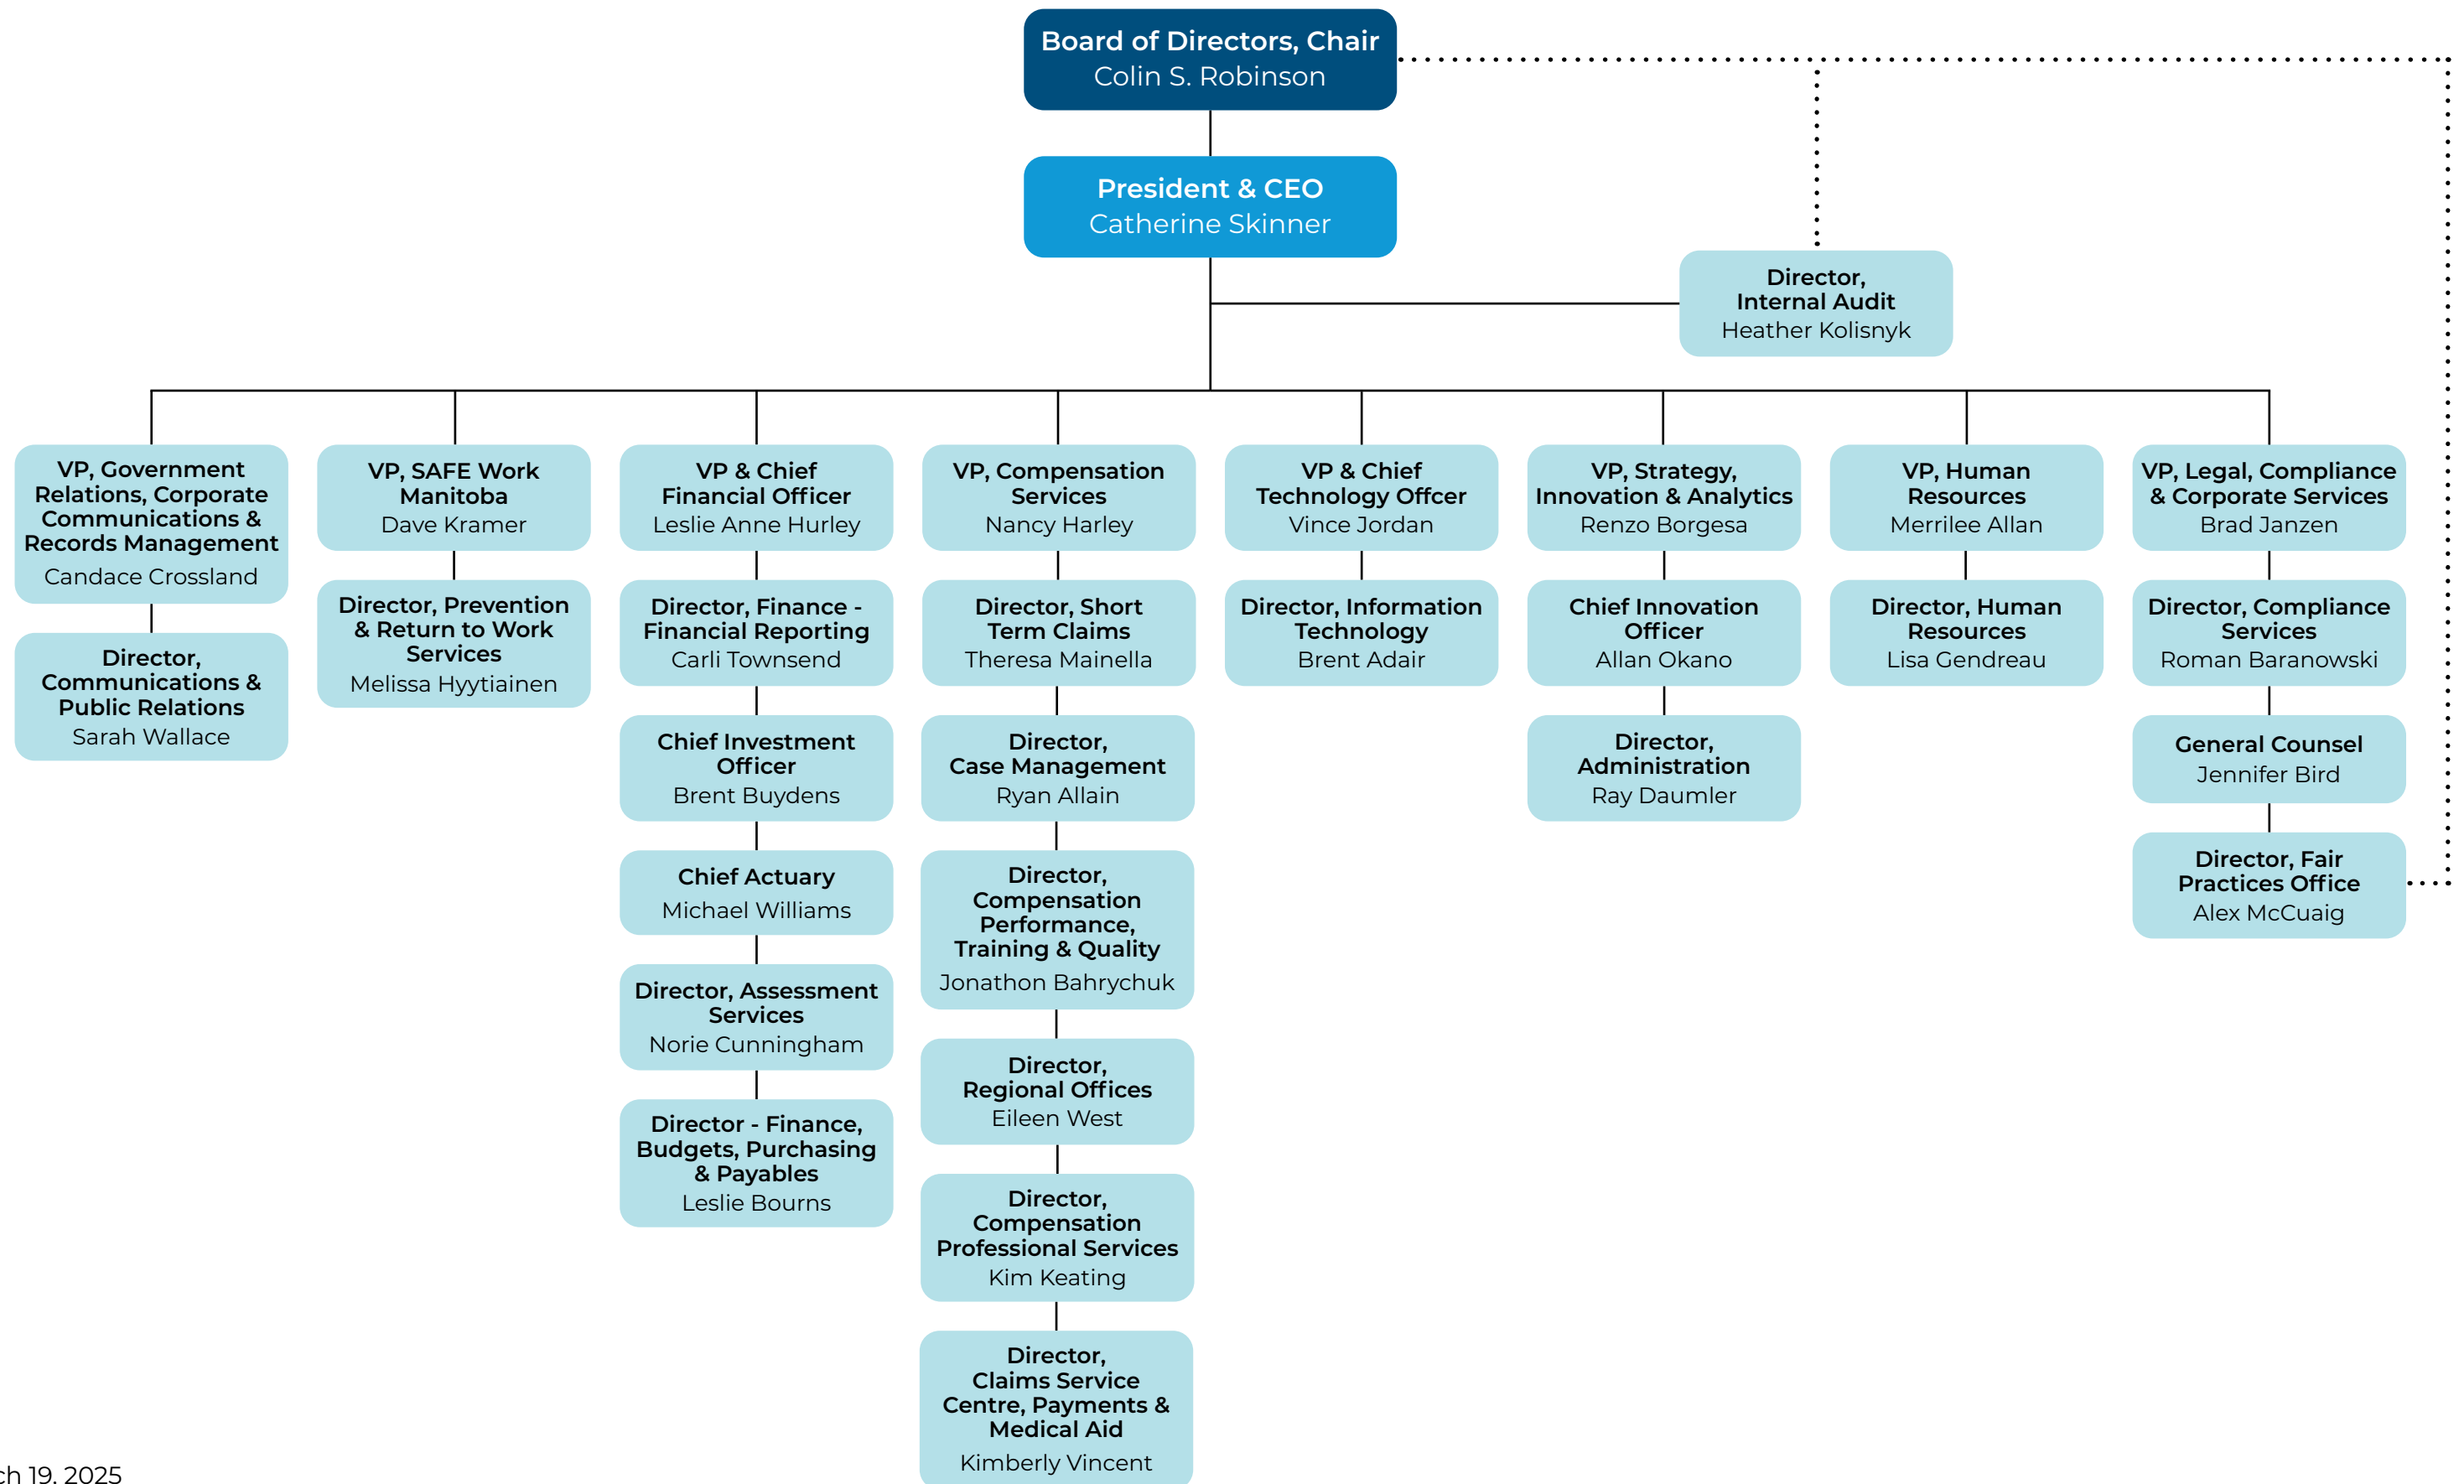 Board of Directors, Chair
Colin S. Robinson
President & CEO
Catherine Skinner
Director,
Internal Audit
Heather Kolisnyk
VP, Government
Relations, Corporate
Communications &
Records Management
Candace Crossland
Director,
Communications &
Public Relations
Sarah Wallace
VP, SAFE Work
Manitoba
Dave Kramer
Director, Prevention
& Return to Work
Services
Melissa Hyytiainen
VP & Chief
Financial Officer
Leslie Anne Hurley
Director, Finance -
Financial Reporting
Carli Townsend
Chief Investment
Officer
Brent Buydens
Chief Actuary
Michael Williams
Director, Assessment
Services
Norie Cunningham
Director - Finance,
Budgets, Purchasing
& Payables
Leslie Bourns
VP, Compensation
Services
Nancy Harley
Director, Short
Term Claims
Theresa Mainella
Director,
Case Management
Ryan Allain
Director,
Compensation
Performance,
Training & Quality
Jonathon Bahrychuk
Director,
Regional Offices
Eileen West
Director,
Compensation
Professional Services
Kim Keating
Director,
Claims Service
Centre, Payments &
Medical Aid
Kimberly Vincent
VP & Chief
Technology Offcer
Vince Jordan
Director, Information
Technology
Brent Adair
VP, Strategy,
Innovation & Analytics
Renzo Borgesa
Chief Innovation
Officer
Allan Okano
Director,
Administration
Ray Daumler
VP, Human
Resources
Merrilee Allan
Director, Human
Resources
Lisa Gendreau
VP, Legal, Compliance
& Corporate Services
Brad Janzen
Director, Compliance
Services
Roman Baranowski
General Counsel
Jennifer Bird
Director, Fair
Practices Office
Alex McCuaig
ch 19, 2025